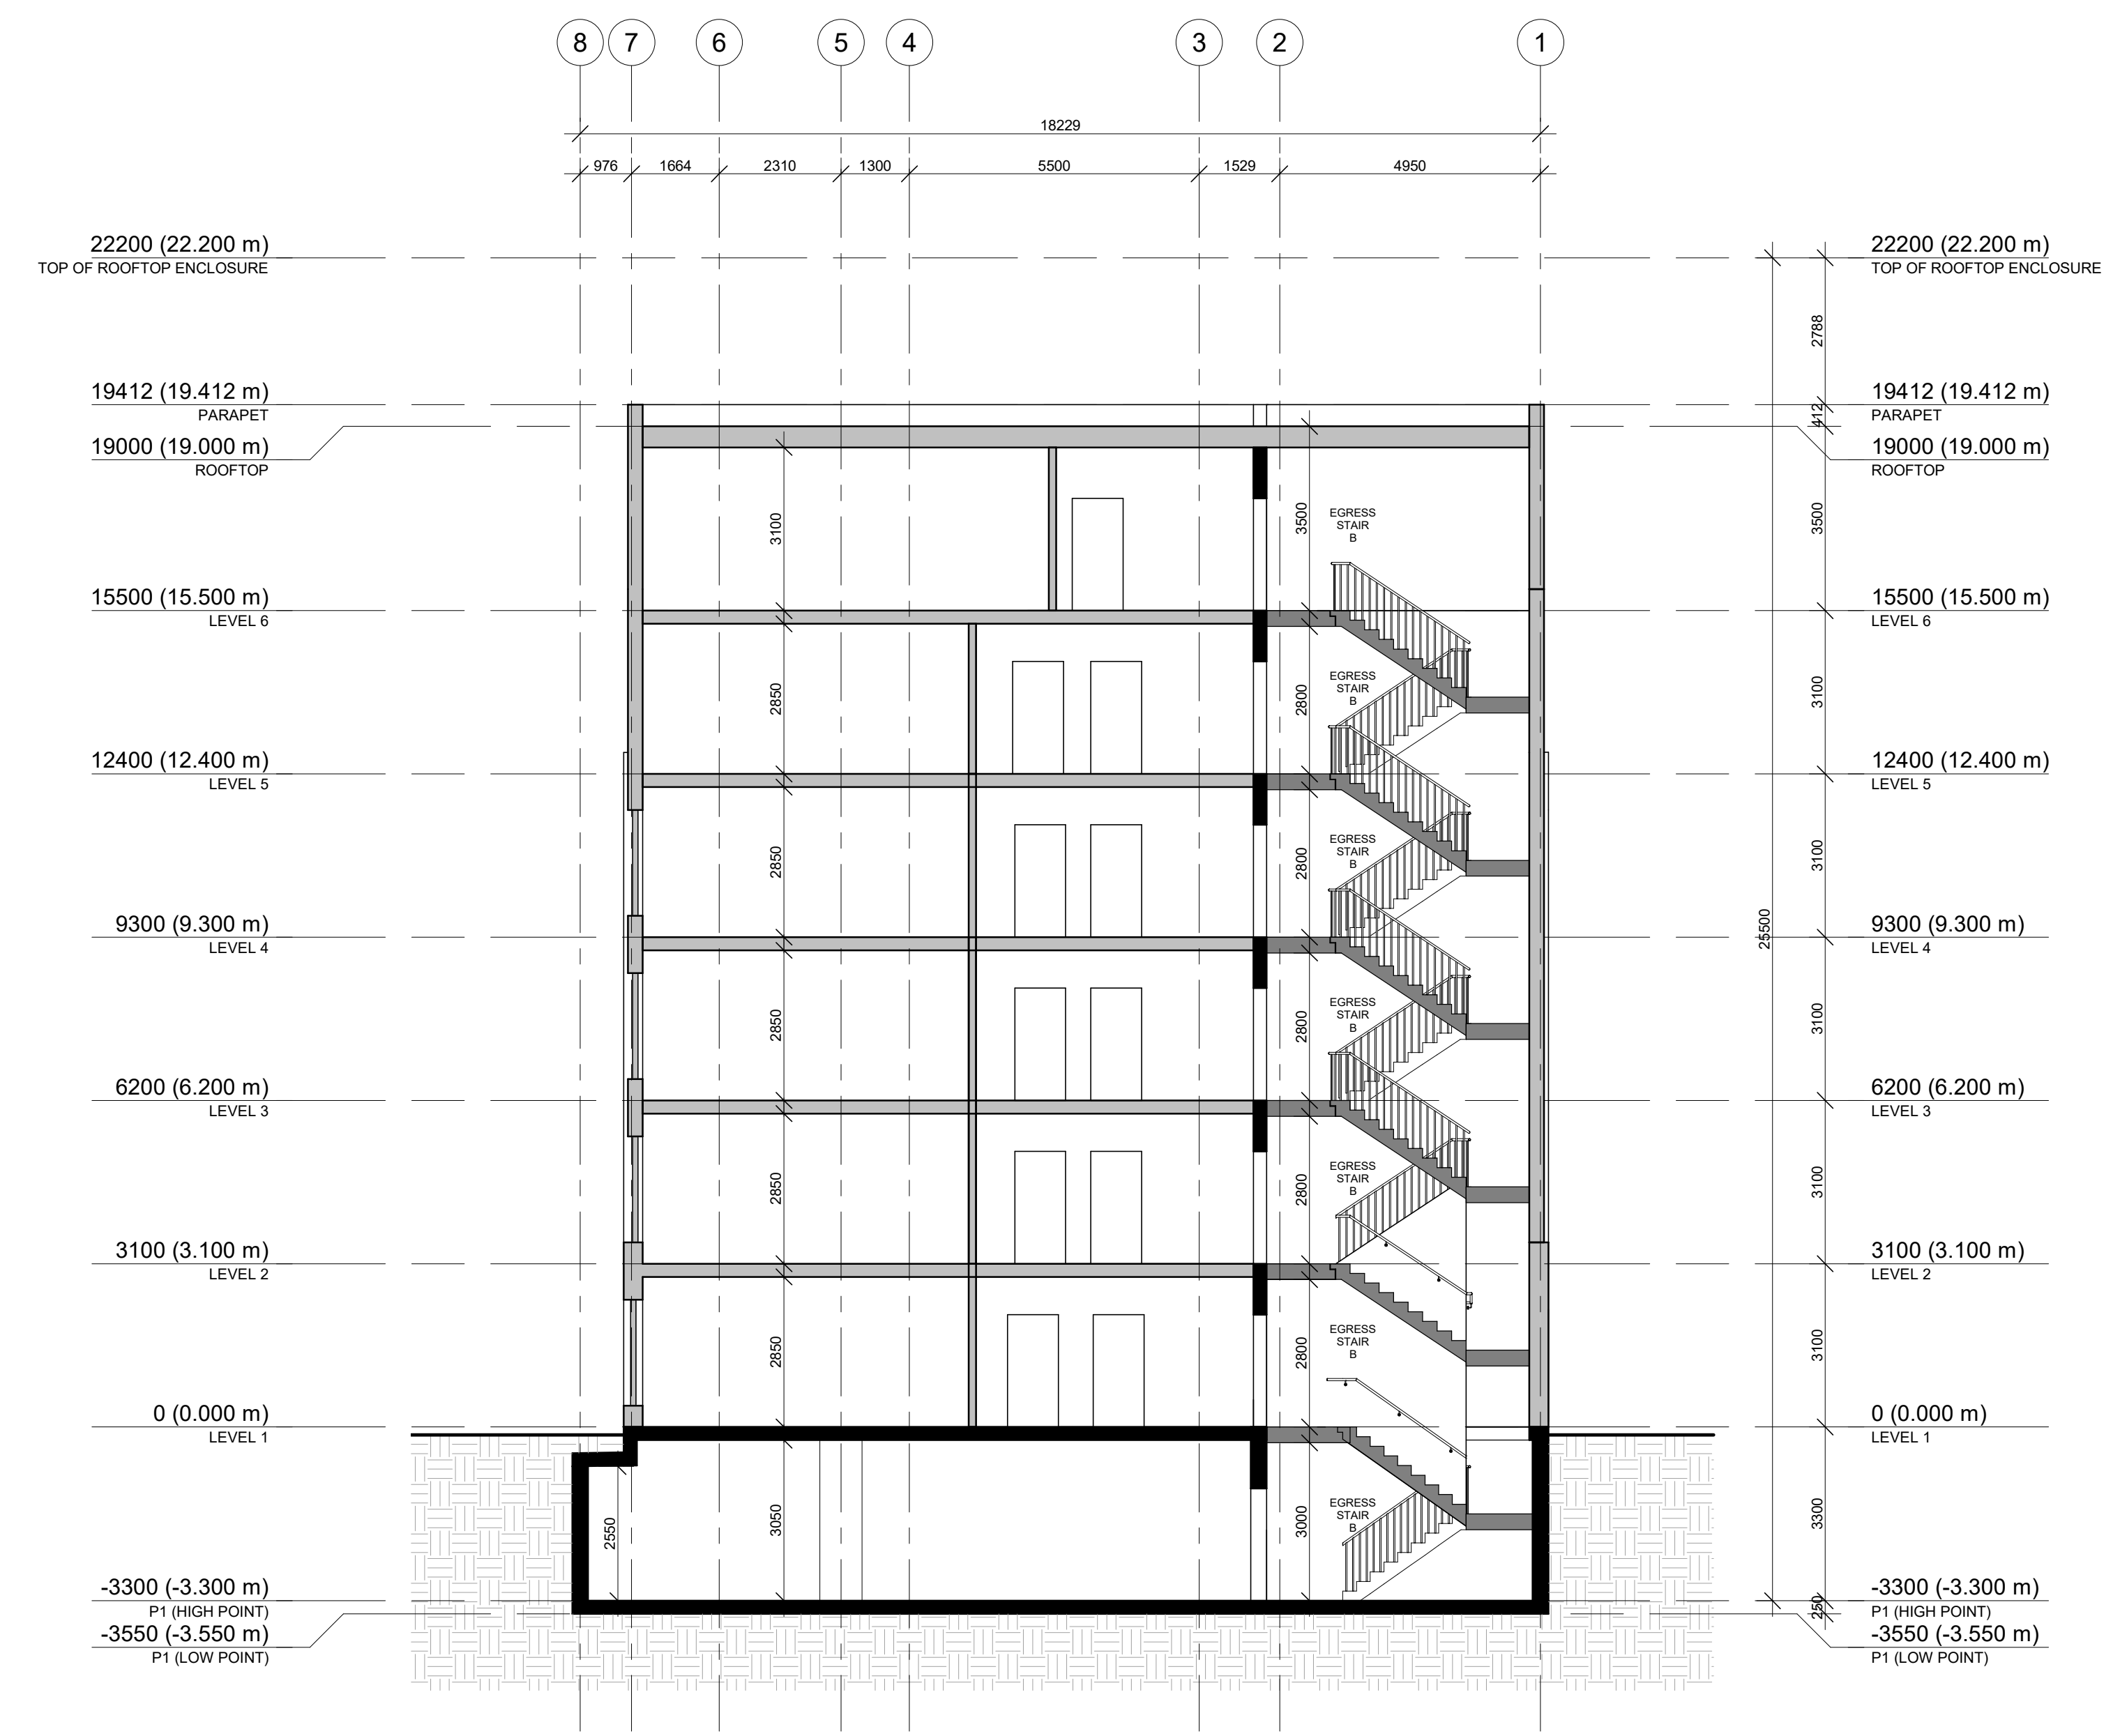 8 7 6 5 4 3 2 1
18229
976 1664 2310 1300 5500 1529 4950
22200 (22.200 m)
TOP OF ROOFTOP ENCLOSURE
19412 (19.412 m)
PARAPET
19000 (19.000 m)
ROOFTOP
15500 (15.500 m)
LEVEL 6
12400 (12.400 m)
LEVEL 5
9300 (9.300 m)
LEVEL 4
6200 (6.200 m)
LEVEL 3
3100 (3.100 m)
LEVEL 2
0 (0.000 m)
LEVEL 1
-3300 (-3.300 m)
P1 (HIGH POINT)
-3550 (-3.550 m)
P1 (LOW POINT)
3100
2850
2850
2850
2850
2850
2550
3050
3500
2800
2800
2800
2800
2800
3000
EGRESS
STAIR
B
EGRESS
STAIR
B
EGRESS
STAIR
B
EGRESS
STAIR
B
EGRESS
STAIR
B
EGRESS
STAIR
B
EGRESS
STAIR
B
25500
2788
412
3500
3100
3100
3100
3100
3100
3300
250
22200 (22.200 m)
TOP OF ROOFTOP ENCLOSURE
19412 (19.412 m)
PARAPET
19000 (19.000 m)
ROOFTOP
15500 (15.500 m)
LEVEL 6
12400 (12.400 m)
LEVEL 5
9300 (9.300 m)
LEVEL 4
6200 (6.200 m)
LEVEL 3
3100 (3.100 m)
LEVEL 2
0 (0.000 m)
LEVEL 1
-3300 (-3.300 m)
P1 (HIGH POINT)
-3550 (-3.550 m)
P1 (LOW POINT)